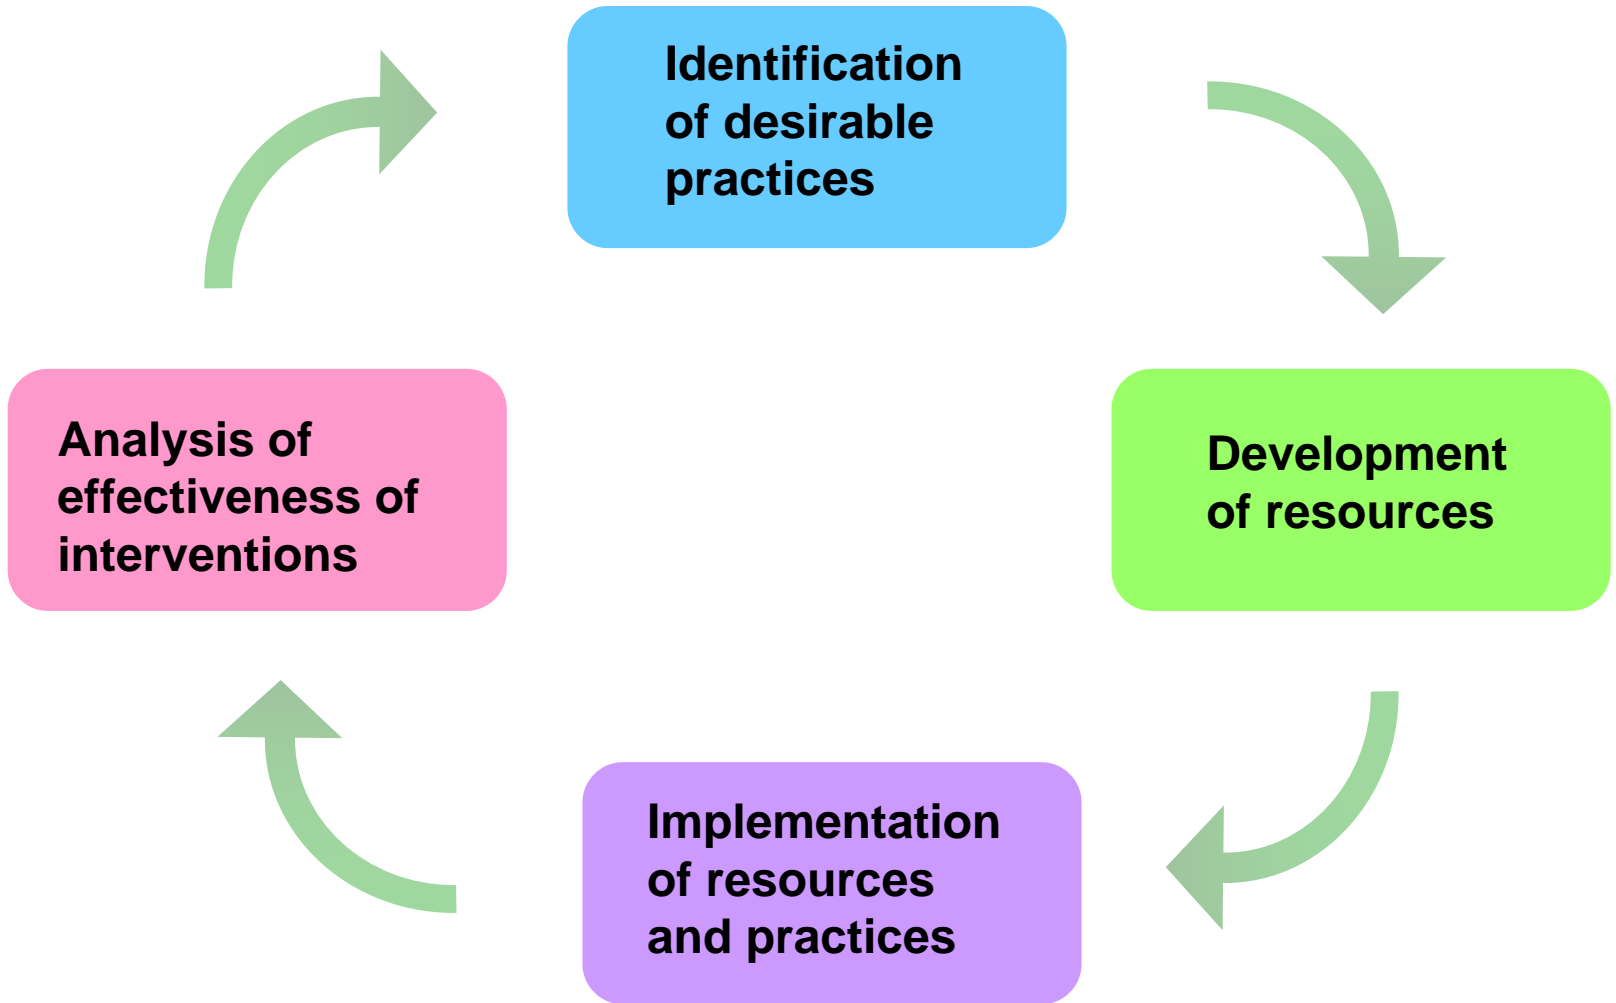 Identification
of desirable
practices
Development
of resources
Implementation
of resources
and practices
Analysis of
effectiveness of
interventions